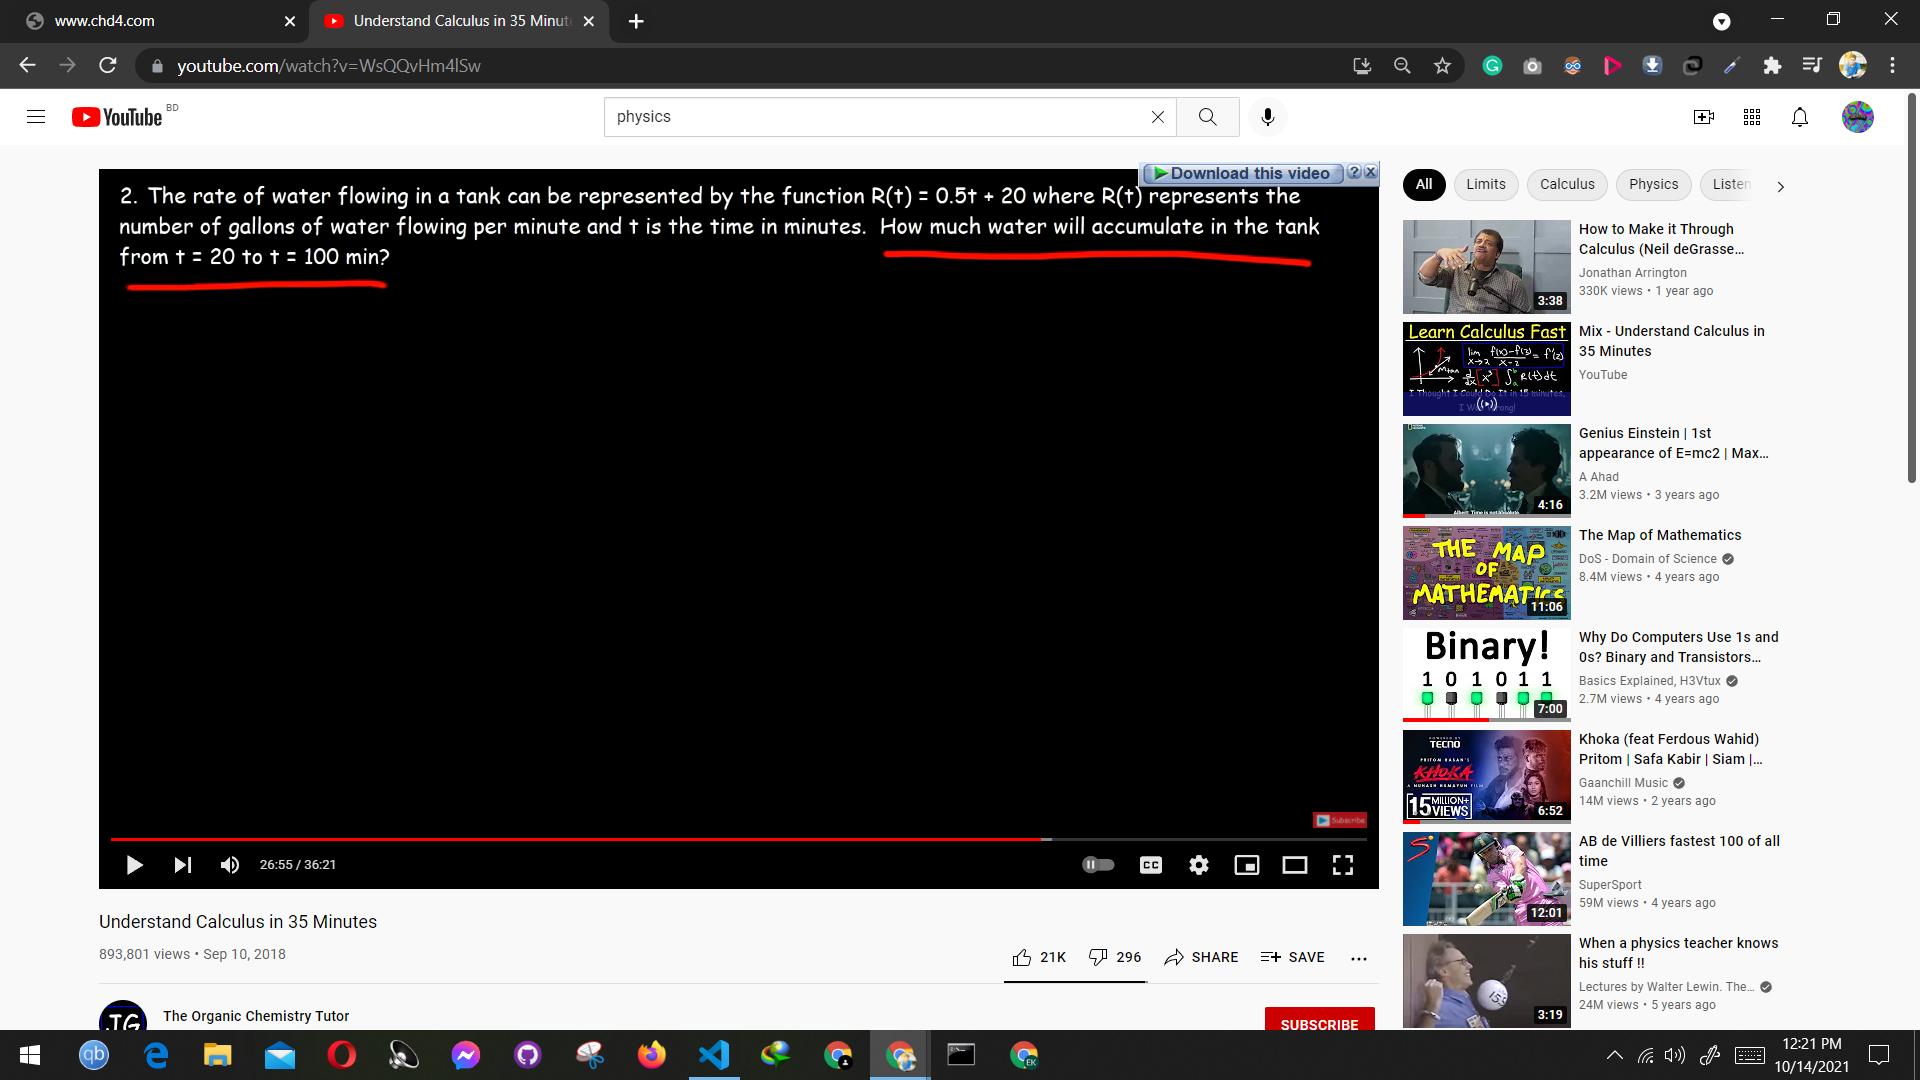 www.chd4.com
Understand Calculus in 35 Minut
youtube.com/watch?v=WsQQvHm4lSw
YouTube BD
physics
Download this video
2. The rate of water flowing in a tank can be represented by the function R(t) = 0.5t + 20 where R(t) represents the
number of gallons of water flowing per minute and t is the time in minutes. How much water will accumulate in the tank
from t = 20 to t = 100 min?
Subscribe
26:55 / 36:21
CC
Understand Calculus in 35 Minutes
893,801 views • Sep 10, 2018
21K
296
SHARE
SAVE
JG
The Organic Chemistry Tutor
SUBSCRIBE
All
Limits
Calculus
Physics
Listen
3:38
How to Make it Through
Calculus (Neil deGrasse...
Jonathan Arrington
330K views • 1 year ago
Learn Calculus Fast
I Thought I Could Do It in 15 minutes,
Mix - Understand Calculus in
35 Minutes
YouTube
4:16
Genius Einstein | 1st
appearance of E=mc2 | Max...
A Ahad
3.2M views • 3 years ago
THE MAP
OF
MATHEMATICS
11:06
The Map of Mathematics
DoS - Domain of Science
8.4M views • 4 years ago
Binary!
1 0 1 0 1 1
7:00
Why Do Computers Use 1s and
0s? Binary and Transistors...
Basics Explained, H3Vtux
2.7M views • 4 years ago
TECNO
PRITOM HASAN'S
KHOKA
15 MILLION+
VIEWS
6:52
Khoka (feat Ferdous Wahid)
Pritom | Safa Kabir | Siam |...
Gaanchill Music
14M views • 2 years ago
12:01
AB de Villiers fastest 100 of all
time
SuperSport
59M views • 4 years ago
3:19
When a physics teacher knows
his stuff !!
Lectures by Walter Lewin. The...
24M views • 5 years ago
qb
EK
12:21 PM
10/14/2021